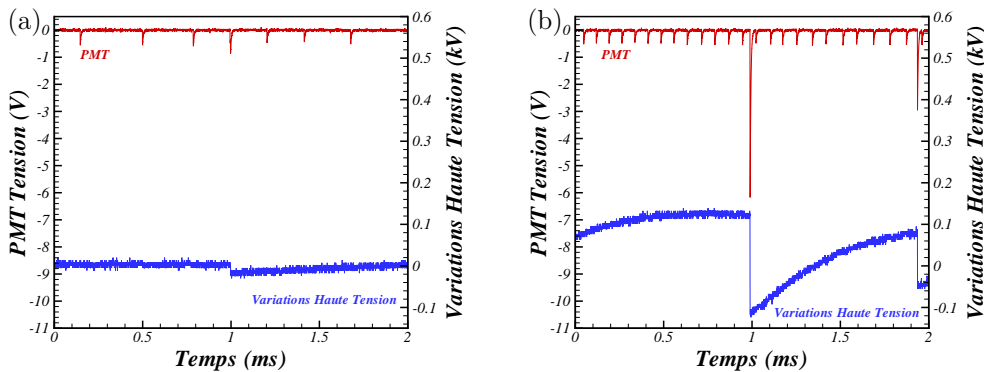 (a)
PMT Tension (V)
0
-1
-2
-3
-4
-5
-6
-7
-8
-9
-10
-11
PMT
Variations Haute Tension
0 0.5 1 1.5 2
Temps (ms)
0.6
0.5
0.4
0.3
0.2
0.1
0
-0.1
Variations Haute Tension (kV)
(b)
PMT Tension (V)
0
-1
-2
-3
-4
-5
-6
-7
-8
-9
-10
-11
PMT
Variations Haute Tension
0 0.5 1 1.5 2
Temps (ms)
0.6
0.5
0.4
0.3
0.2
0.1
0
-0.1
Variations Haute Tension (kV)